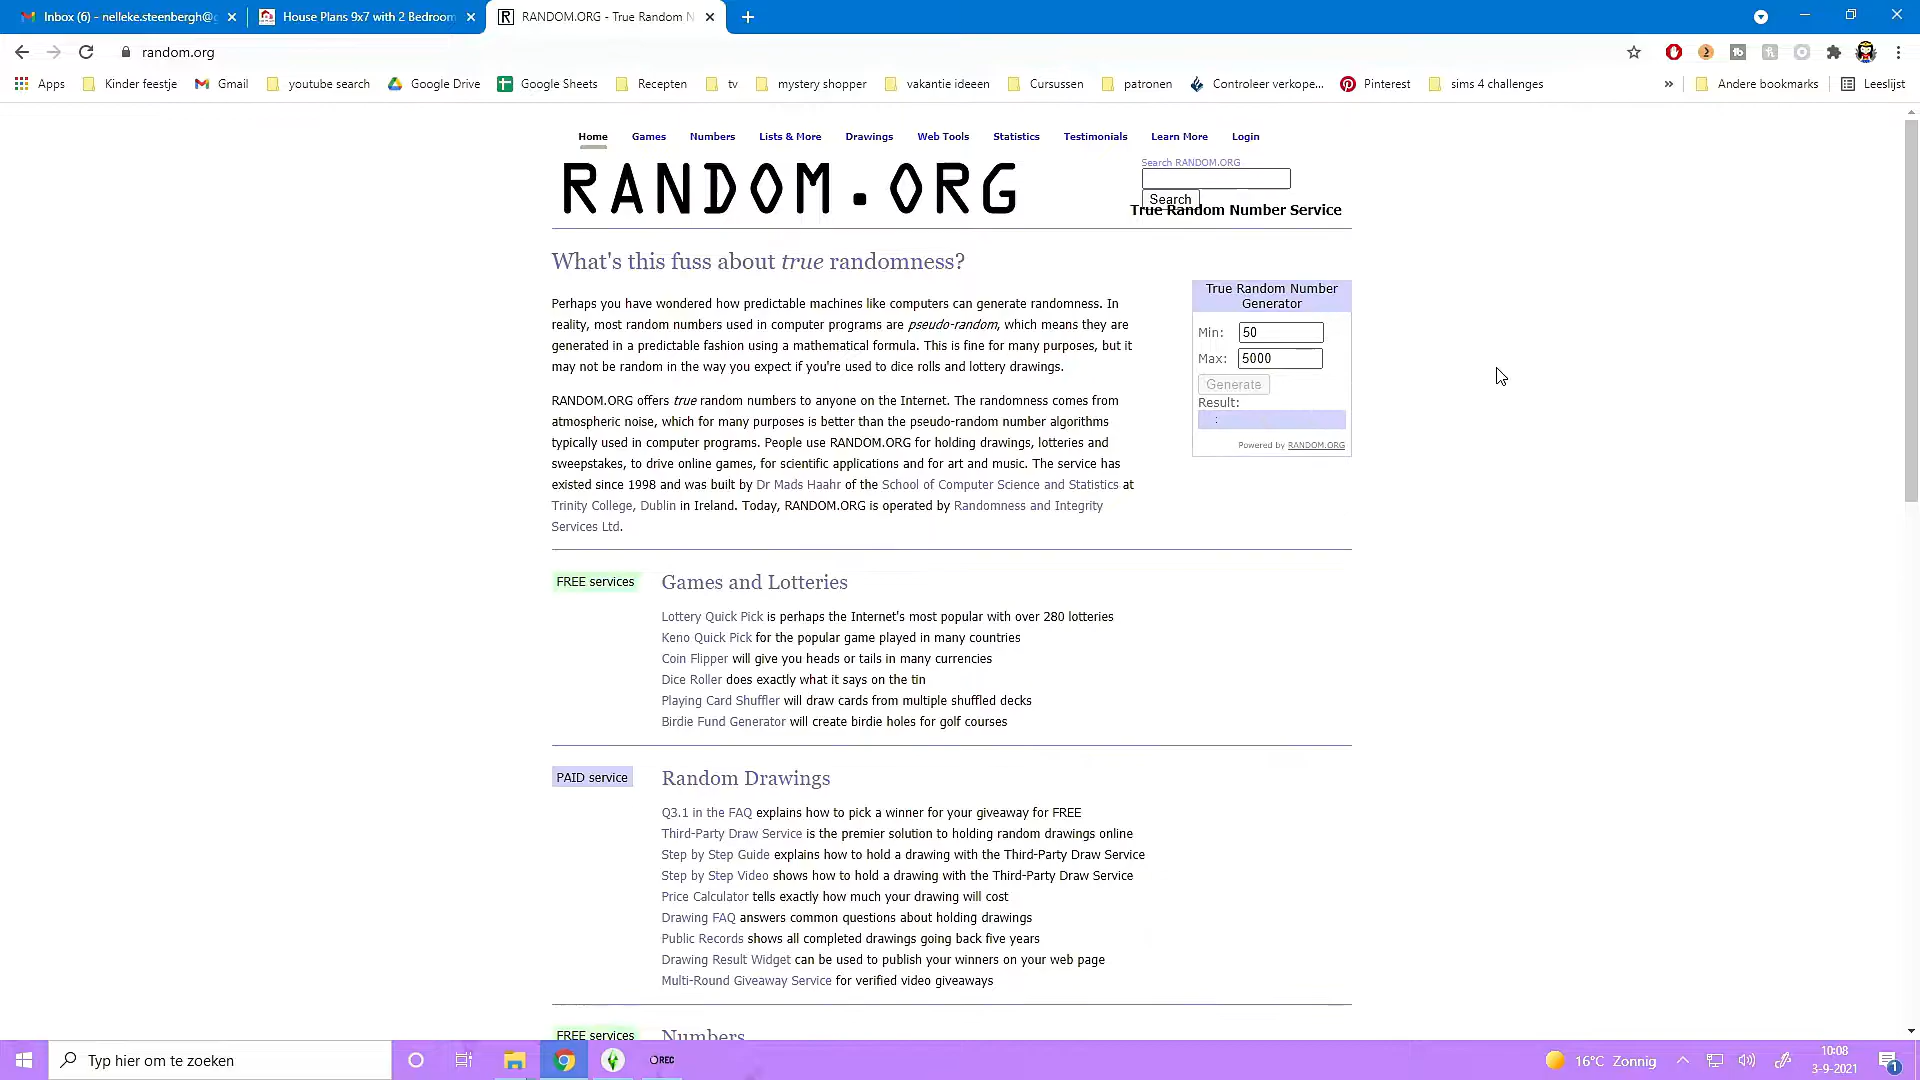 Inbox (6) - nelleke.steenbergh@g
House Plans 9x7 with 2 Bedroom
RANDOM.ORG - True Random N
random.org
Apps
Kinder feestje
Gmail
youtube search
Google Drive
Google Sheets
Recepten
tv
mystery shopper
vakantie ideeen
Cursussen
patronen
Controleer verkope...
Pinterest
sims 4 challenges
»
Andere bookmarks
Leeslijst
Home
Games
Numbers
Lists & More
Drawings
Web Tools
Statistics
Testimonials
Learn More
Login
RANDOM.ORG
Search RANDOM.ORG
Search
True Random Number Service
What's this fuss about true randomness?
Perhaps you have wondered how predictable machines like computers can generate randomness. In
reality, most random numbers used in computer programs are pseudo-random, which means they are
generated in a predictable fashion using a mathematical formula. This is fine for many purposes, but it
may not be random in the way you expect if you're used to dice rolls and lottery drawings.
RANDOM.ORG offers true random numbers to anyone on the Internet. The randomness comes from
atmospheric noise, which for many purposes is better than the pseudo-random number algorithms
typically used in computer programs. People use RANDOM.ORG for holding drawings, lotteries and
sweepstakes, to drive online games, for scientific applications and for art and music. The service has
existed since 1998 and was built by Dr Mads Haahr of the School of Computer Science and Statistics at
Trinity College, Dublin in Ireland. Today, RANDOM.ORG is operated by Randomness and Integrity
Services Ltd.
True Random Number
Generator
Min: 50
Max: 5000
Generate
Result:
Powered by RANDOM.ORG
FREE services
Games and Lotteries
Lottery Quick Pick is perhaps the Internet's most popular with over 280 lotteries
Keno Quick Pick for the popular game played in many countries
Coin Flipper will give you heads or tails in many currencies
Dice Roller does exactly what it says on the tin
Playing Card Shuffler will draw cards from multiple shuffled decks
Birdie Fund Generator will create birdie holes for golf courses
PAID service
Random Drawings
Q3.1 in the FAQ explains how to pick a winner for your giveaway for FREE
Third-Party Draw Service is the premier solution to holding random drawings online
Step by Step Guide explains how to hold a drawing with the Third-Party Draw Service
Step by Step Video shows how to hold a drawing with the Third-Party Draw Service
Price Calculator tells exactly how much your drawing will cost
Drawing FAQ answers common questions about holding drawings
Public Records shows all completed drawings going back five years
Drawing Result Widget can be used to publish your winners on your web page
Multi-Round Giveaway Service for verified video giveaways
FREE services
Numbers
Typ hier om te zoeken
REC
16°C Zonnig
10:08
3-9-2021
1